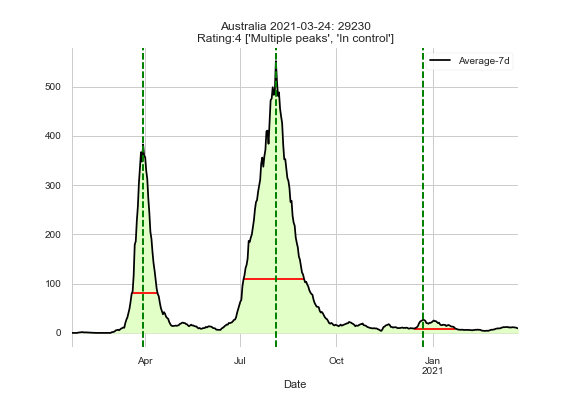 Australia 2021-03-24: 29230
Rating:4 ['Multiple peaks', 'In control']
Average-7d
500
400
300
200
100
0
Apr
Jul
Oct
Jan
2021
Date